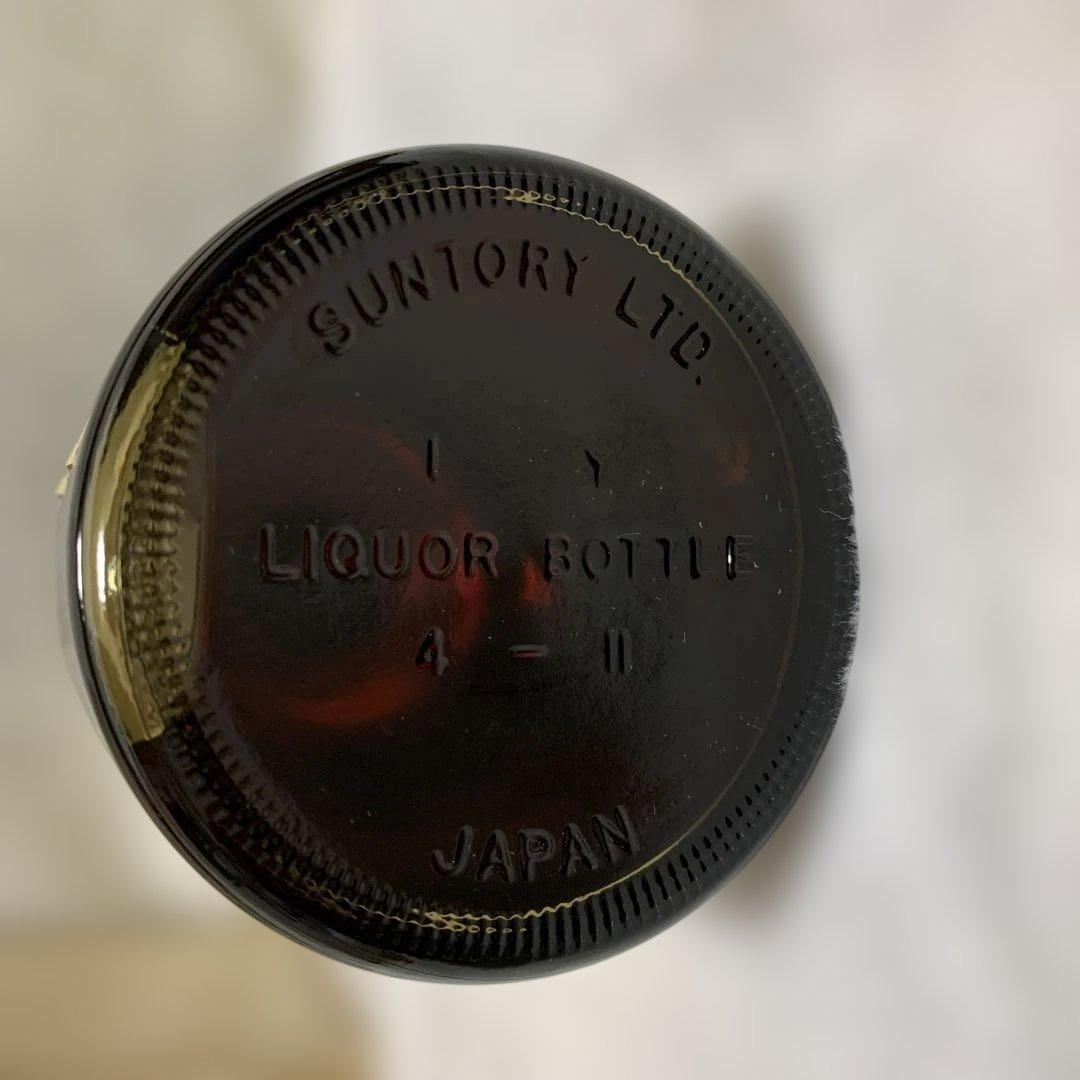 SUNTORY LTD.
I Y
LIQUOR BOTTLE
4 - 11
JAPAN